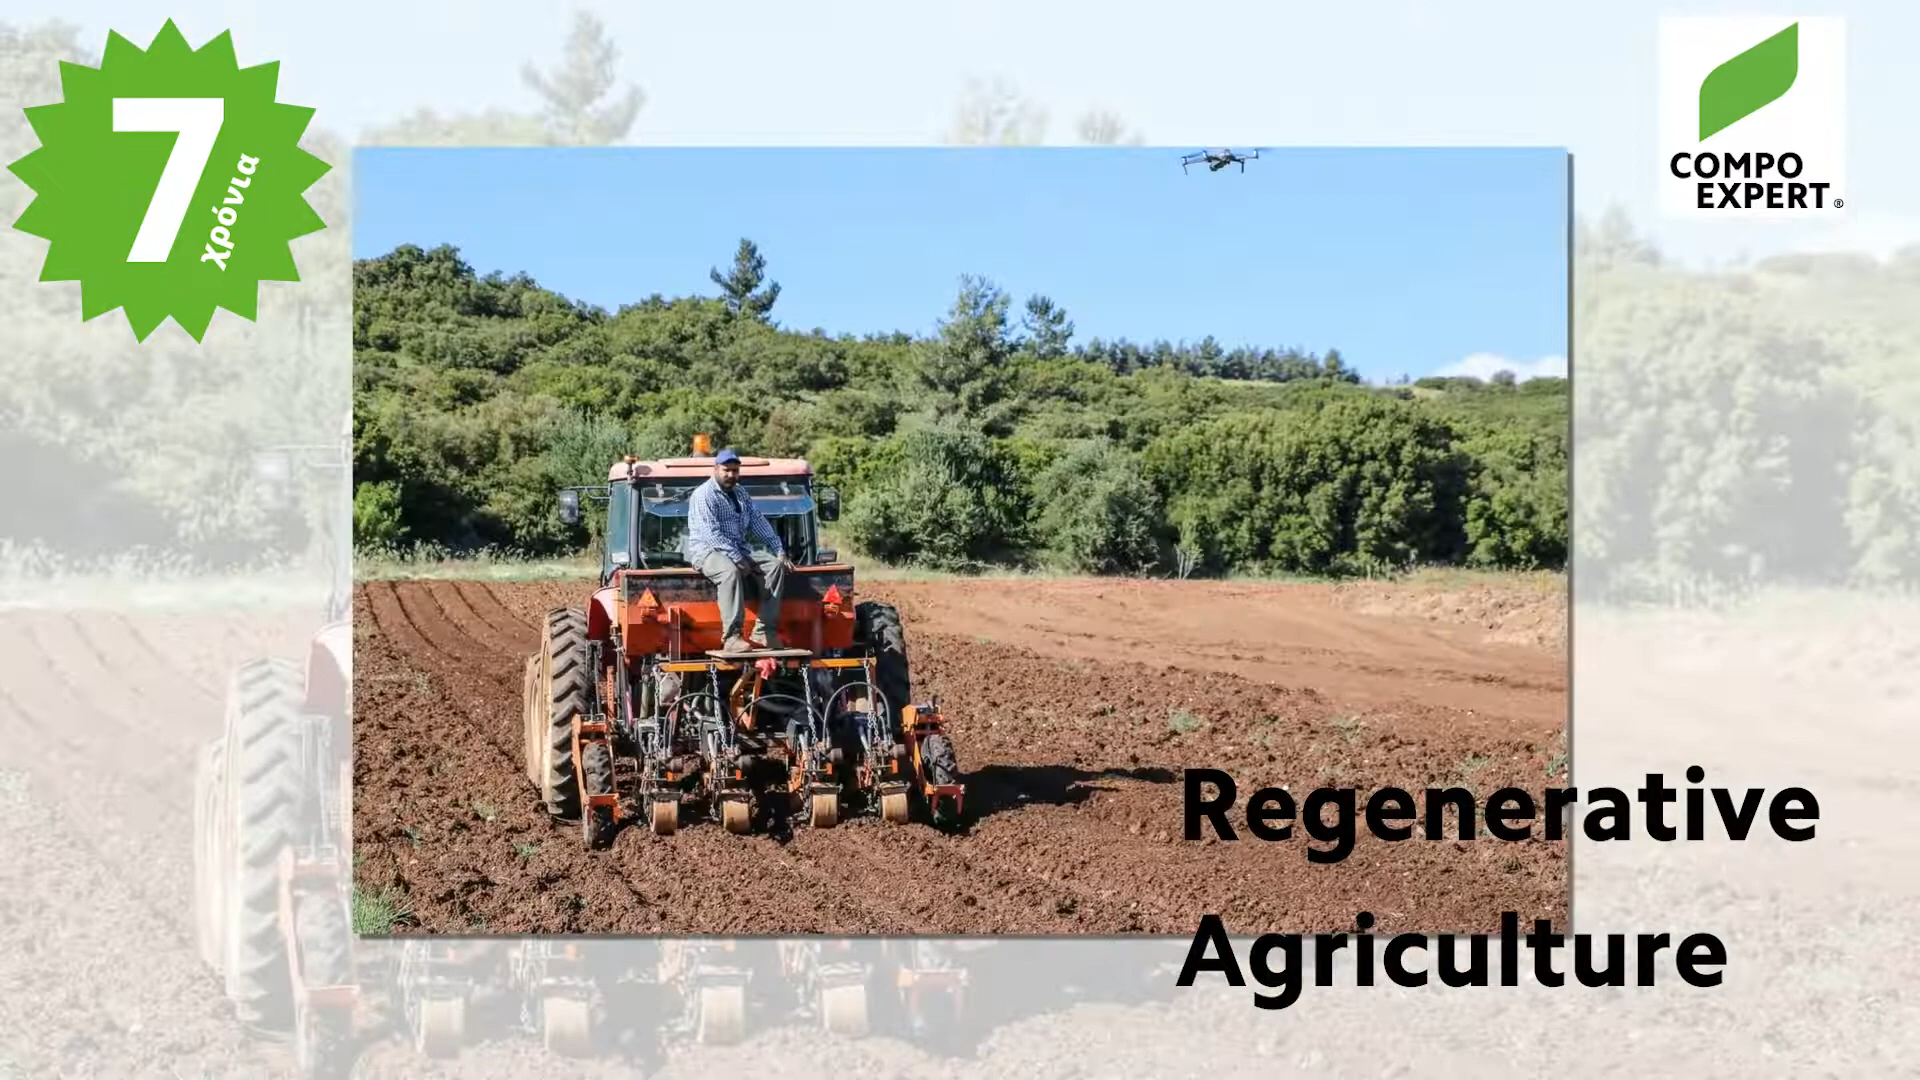 7
χρόνια
COMPO
EXPERT®
Regenerative
Agriculture